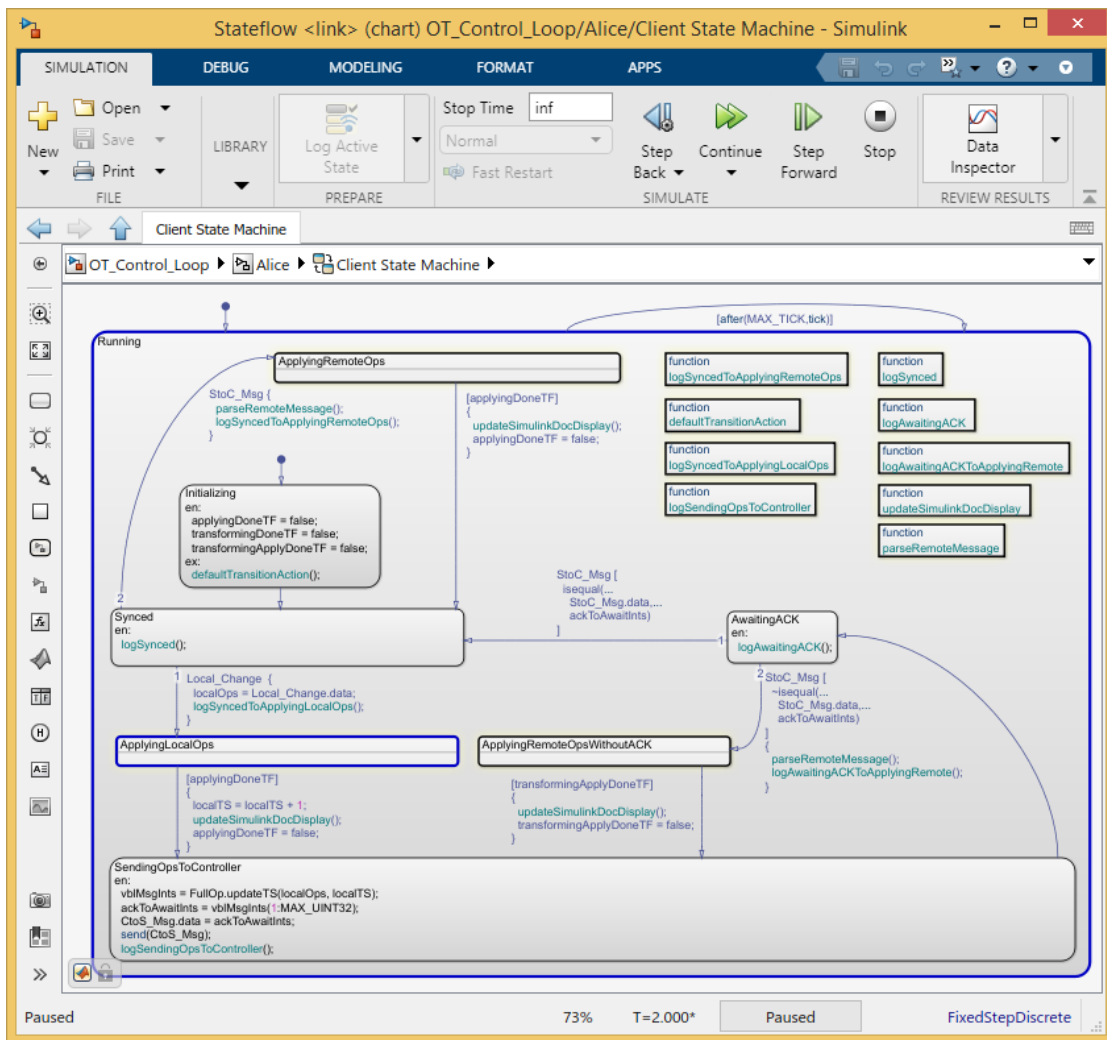 Stateflow <link> (chart) OT_Control_Loop/Alice/Client State Machine - Simulink
SIMULATION DEBUG MODELING FORMAT APPS
New
Open
Save
Print
FILE
LIBRARY
Log Active
State
PREPARE
Stop Time inf
Normal
Fast Restart
Step
Back
Continue
Step
Forward
Stop
SIMULATE
Data
Inspector
REVIEW RESULTS
Client State Machine
OT_Control_Loop Alice Client State Machine
[after(MAX_TICK,tick)]
Running
ApplyingRemoteOps
StoC_Msg {
parseRemoteMessage();
logSyncedToApplyingRemoteOps();
}
[applyingDoneTF]
{
updateSimulinkDocDisplay();
applyingDoneTF = false;
}
function
logSyncedToApplyingRemoteOps
function
logSynced
function
defaultTransitionAction
function
logAwaitingACK
function
logSyncedToApplyingLocalOps
function
logAwaitingACKToApplyingRemote
function
logSendingOpsToController
function
updateSimulinkDocDisplay
function
parseRemoteMessage
Initializing
en:
applyingDoneTF = false;
transformingDoneTF = false;
transformingApplyDoneTF = false;
ex:
defaultTransitionAction();
2
Synced
en:
logSynced();
StoC_Msg [
isequal(...
StoC_Msg.data,...
ackToAwaitInts)
]
1
AwaitingACK
en:
logAwaitingACK();
1
Local_Change {
localOps = Local_Change.data;
logSyncedToApplyingLocalOps();
}
2
StoC_Msg [
~isequal(...
StoC_Msg.data,...
ackToAwaitInts)
]
{
parseRemoteMessage();
logAwaitingACKToApplyingRemote();
}
ApplyingLocalOps
ApplyingRemoteOpsWithoutACK
[applyingDoneTF]
{
localTS = localTS + 1;
updateSimulinkDocDisplay();
applyingDoneTF = false;
}
[transformingApplyDoneTF]
{
updateSimulinkDocDisplay();
transformingApplyDoneTF = false;
}
SendingOpsToController
en:
vblMsgInts = FullOp.updateTS(localOps, localTS);
ackToAwaitInts = vblMsgInts(1:MAX_UINT32);
CtoS_Msg.data = ackToAwaitInts;
send(CtoS_Msg);
logSendingOpsToController();
Paused 73% T=2.000* Paused FixedStepDiscrete